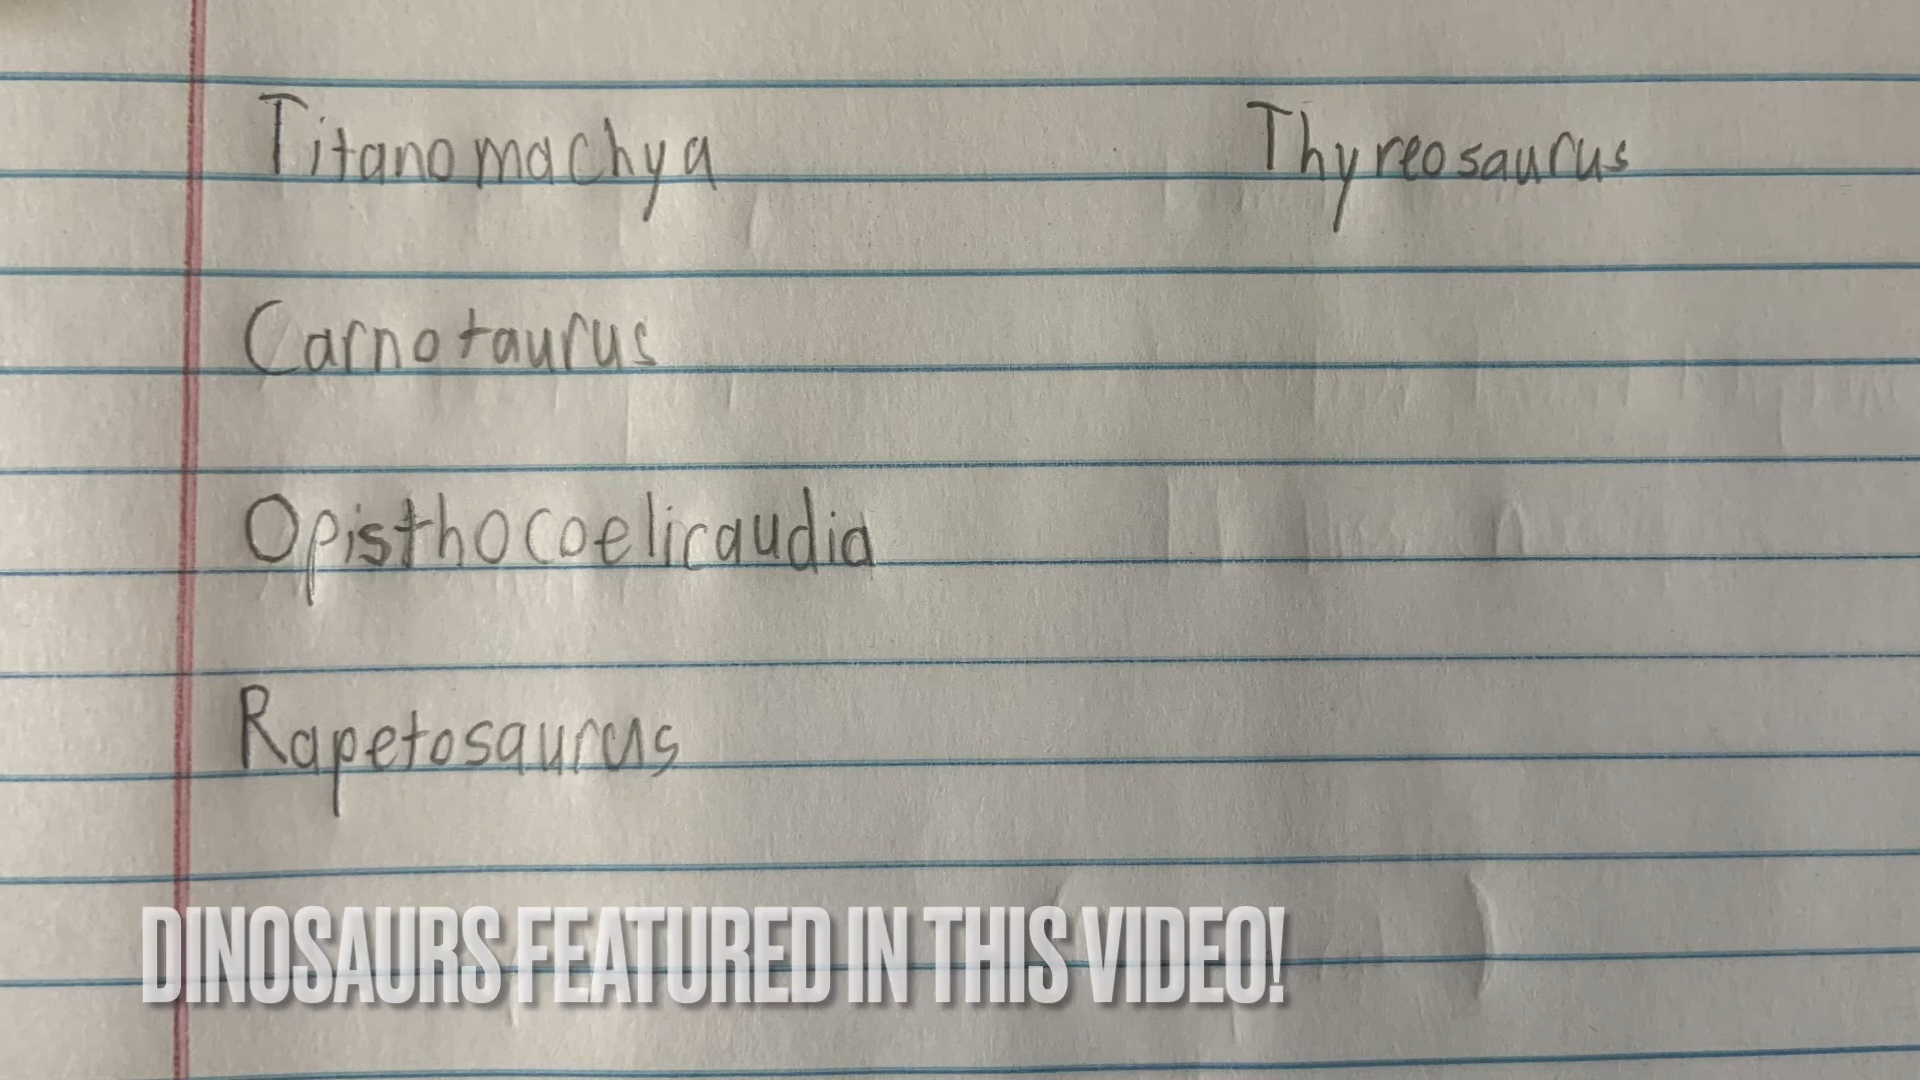 Titanomachya
Thyreosaurus
Carnotaurus
Opisthocoelicaudia
Rapetosaurus
DINOSAURS FEATURED IN THIS VIDEO!